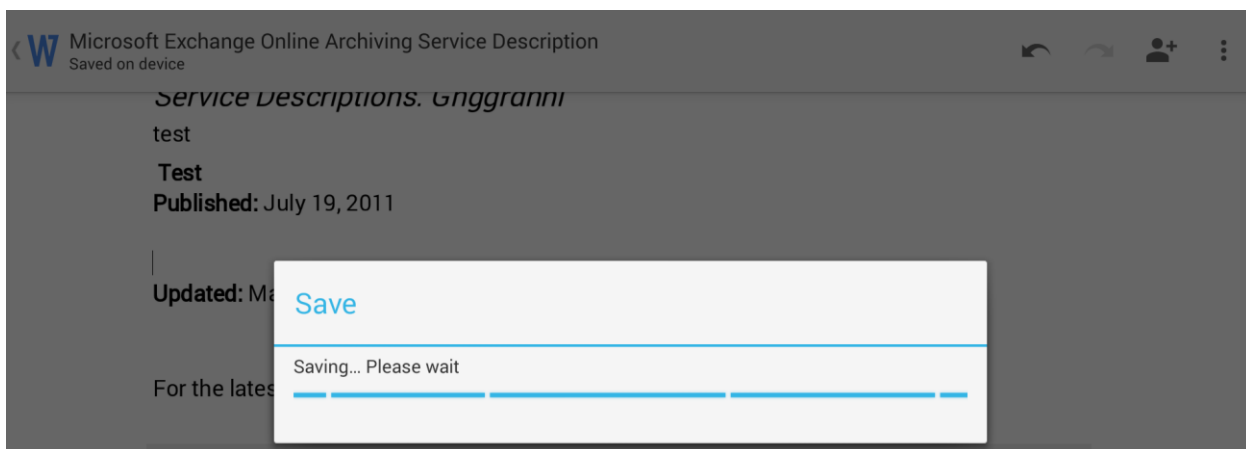 Microsoft Exchange Online Archiving Service Description
Saved on device
Service Descriptions. Ghggrahhi
test
Test
Published: July 19, 2011
Updated: Ma
For the lates
Save
Saving... Please wait